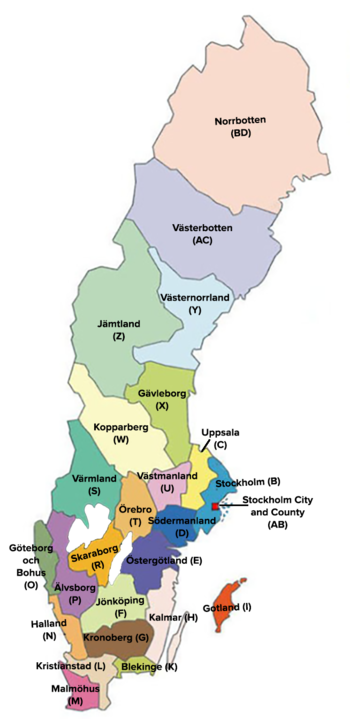 Norrbotten
(BD)
Västerbotten
(AC)
Västernorrland
(Y)
Jämtland
(Z)
Gävleborg
(X)
Kopparberg
(W)
Uppsala
(C)
Värmland
(S)
Västmanland
(U)
Stockholm (B)
Stockholm City
and County
(AB)
Örebro
(T)
Södermanland
(D)
Göteborg
och
Bohus
(O)
Skaraborg
(R)
Östergötland (E)
Älvsborg
(P)
Jönköping
(F)
Gotland (I)
Kalmar (H)
Halland
(N)
Kronoberg (G)
Kristianstad (L)
Blekinge (K)
Malmöhus
(M)